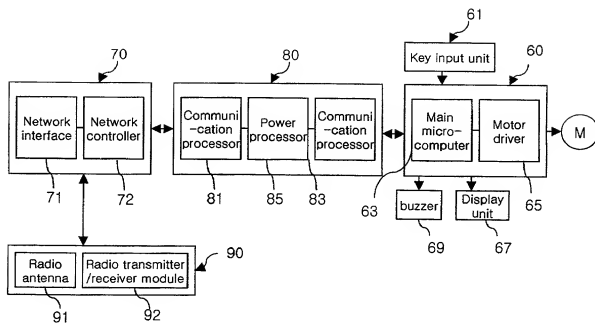 61
Key input unit
70
80
60
Network
interface
Network
controller
Communi
-cation
processor
Power
processor
Communi
-cation
processor
Main
micro-
computer
Motor
driver
M
71
72
81
85
83
63
65
buzzer
Display
unit
69
67
Radio
antenna
Radio transmitter
/receiver module
90
91
92